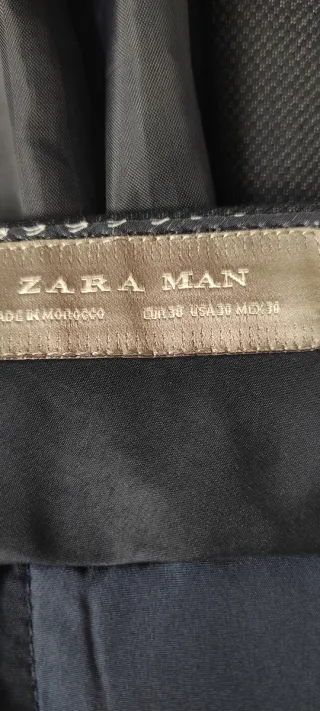 ZARA MAN
ADE IN MOROCCO EUR 38 USA 30 MEX 30